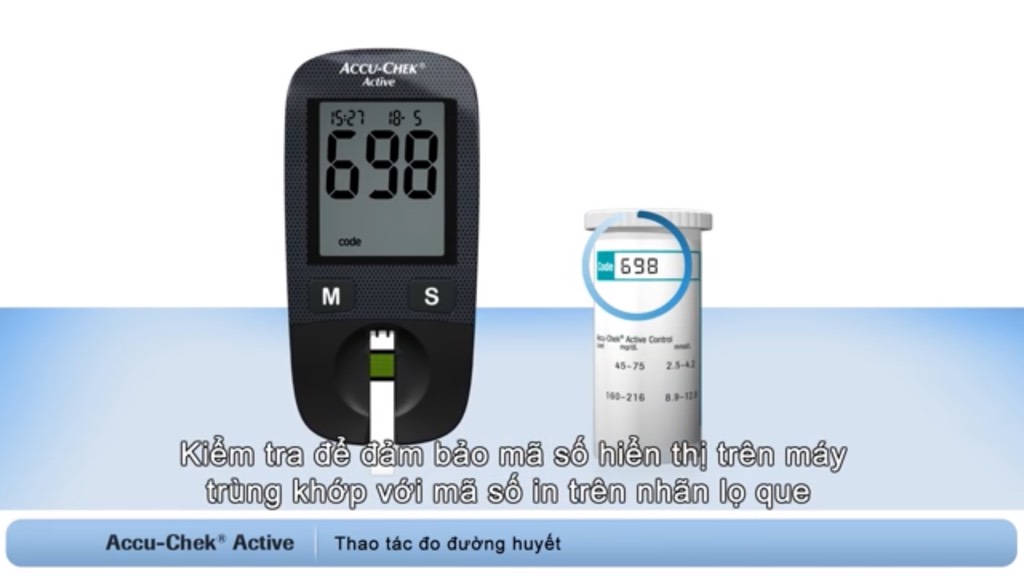 ACCU-CHEK®
Active
15:27 18- 5
698
code
M S
Code 698
Accu-Chek® Active Control
mg/dL mmol/L
45-75 2.5-4.2
160-216
Kiểm tra để đảm bảo mã số hiển thị trên máy
trùng khớp với mã số in trên nhãn lọ que
Accu-Chek® Active Thao tác đo đường huyết